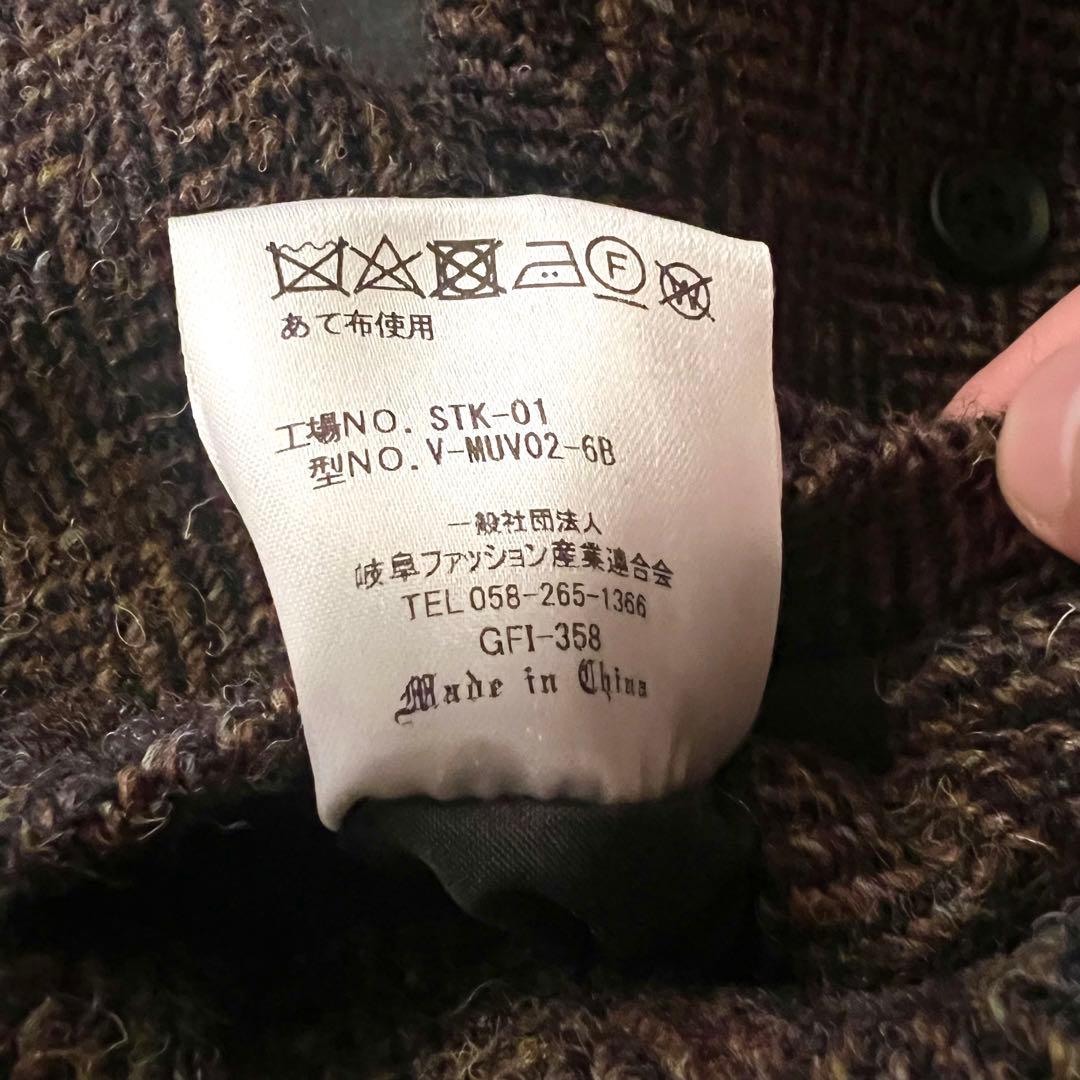 F W
あて布使用
工場NO. STK-01
型NO. V-MUV02-6B
一般社団法人
岐阜ファッション産業連合会
TEL 058-265-1366
GFI-358
Made in China